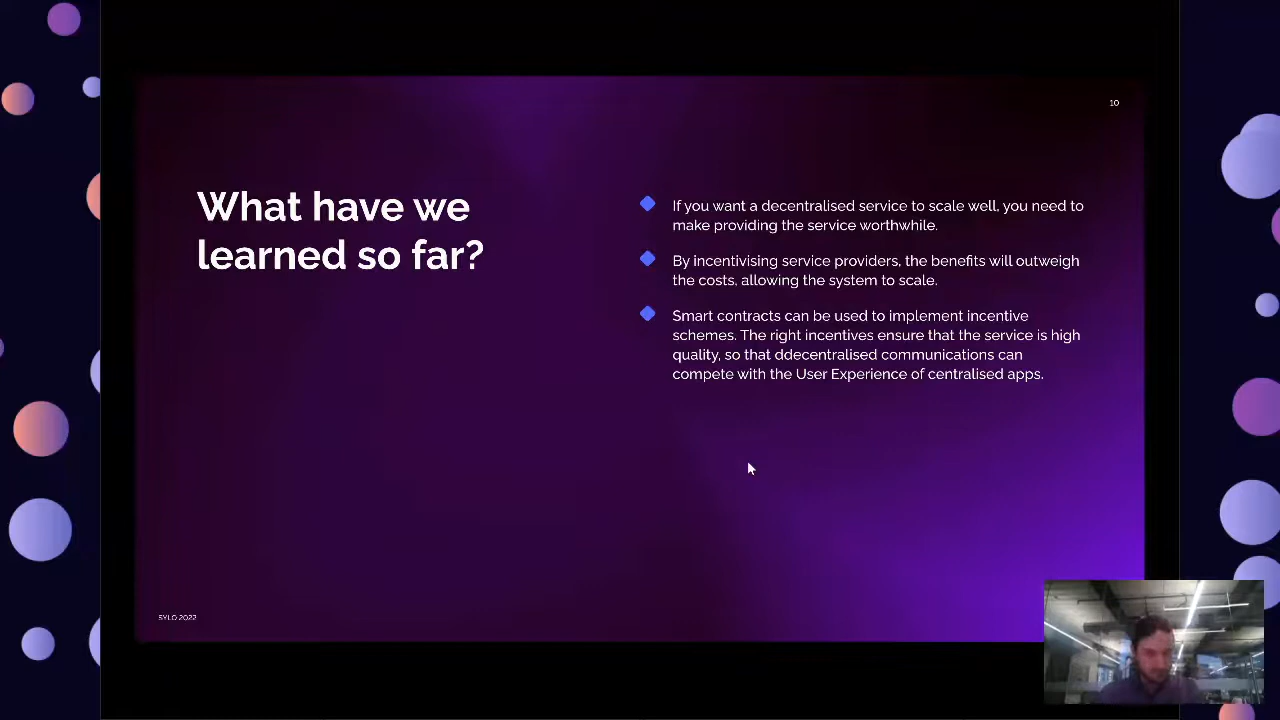 10
What have we
learned so far?
If you want a decentralised service to scale well, you need to
make providing the service worthwhile.
By incentivising service providers, the benefits will outweigh
the costs, allowing the system to scale.
Smart contracts can be used to implement incentive
schemes. The right incentives ensure that the service is high
quality, so that ddecentralised communications can
compete with the User Experience of centralised apps.
SYLO 2022